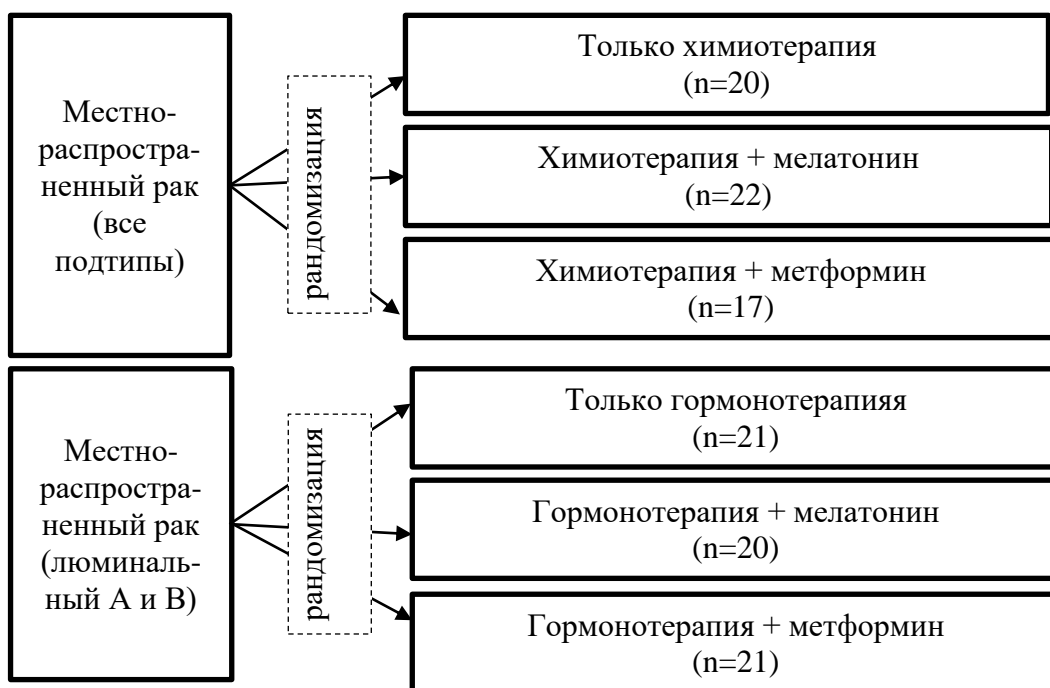 Местно-
распростра-
ненный рак
(все
подтипы)
рандомизация
Только химиотерапия
(n=20)
Химиотерапия + мелатонин
(n=22)
Химиотерапия + метформин
(n=17)
Местно-
распростра-
ненный рак
(люминаль-
ный А и В)
рандомизация
Только гормонотерапияя
(n=21)
Гормонотерапия + мелатонин
(n=20)
Гормонотерапия + метформин
(n=21)